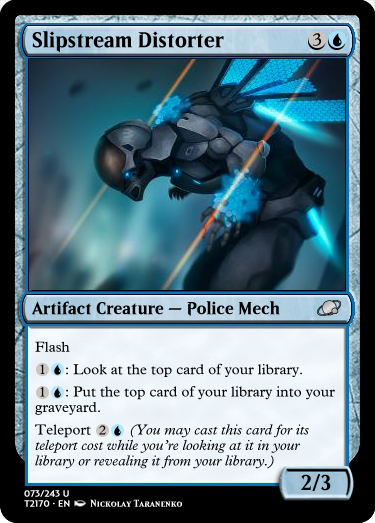 Slipstream Distorter 3
Artifact Creature — Police Mech
Flash
1 : Look at the top card of your library.
1 : Put the top card of your library into your
graveyard.
Teleport 2 (You may cast this card for its
teleport cost while you're looking at it in your
library or revealing it from your library.)
2/3
073/243 U
T2170 · EN Nickolay Taranenko